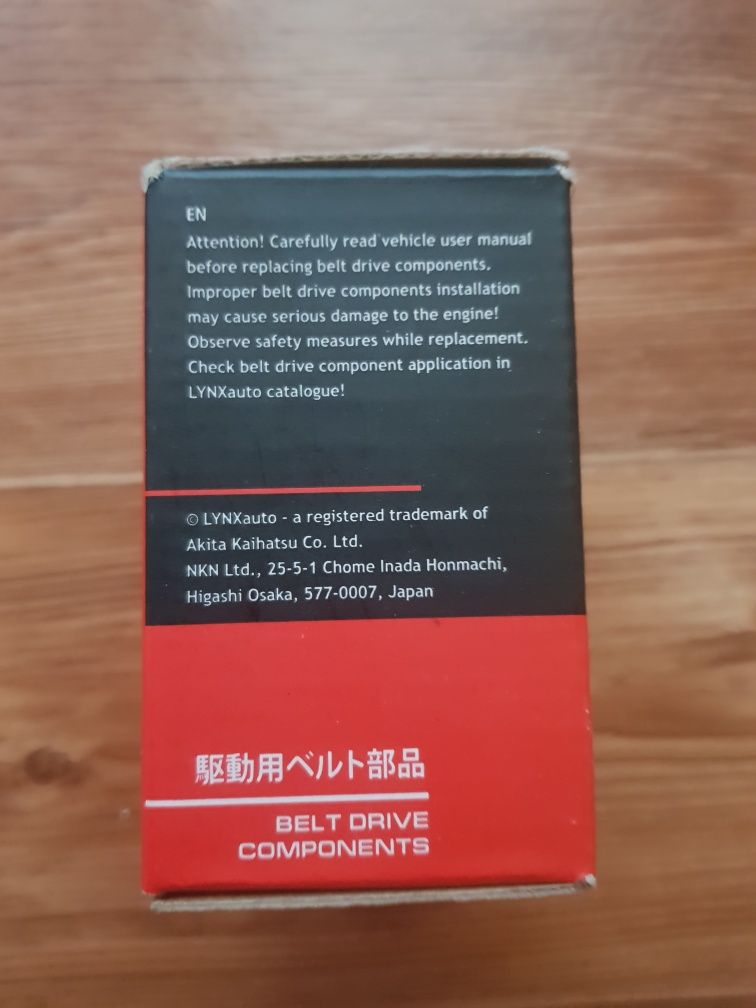 EN
Attention! Carefully read vehicle user manual
before replacing belt drive components.
Improper belt drive components installation
may cause serious damage to the engine!
Observe safety measures while replacement.
Check belt drive component application in
LYNXauto catalogue!
© LYNXauto - a registered trademark of
Akita Kaihatsu Co. Ltd.
NKN Ltd., 25-5-1 Chome Inada Honmachi,
Higashi Osaka, 577-0007, Japan
駆動用ベルト部品
BELT DRIVE
COMPONENTS